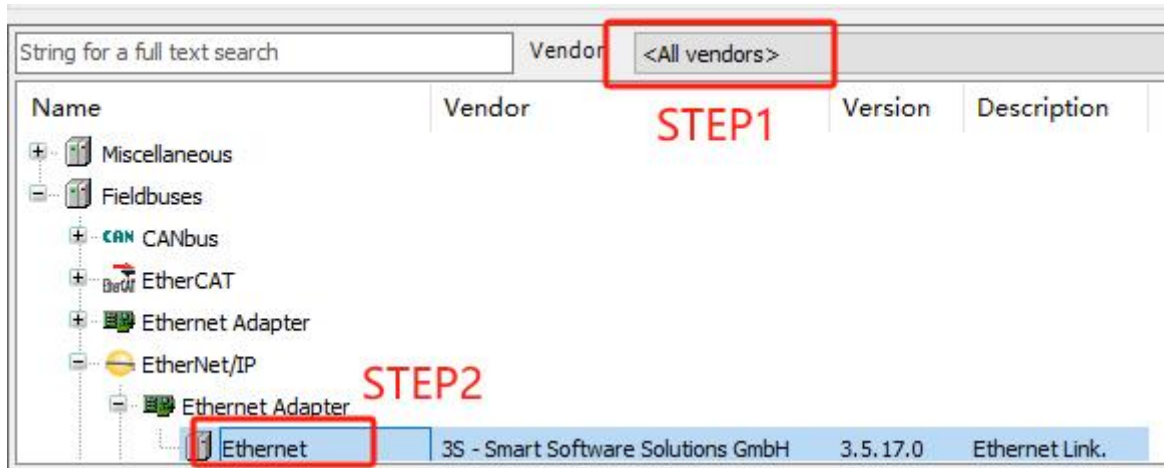 String for a full text search Vendor <All vendors>
Name Vendor STEP1 Version Description
Miscellaneous
Fieldbuses
CAN CANbus
EtherCAT
Ethernet Adapter
EtherNet/IP
STEP2
Ethernet Adapter
Ethernet 3S - Smart Software Solutions GmbH 3.5.17.0 Ethernet Link.